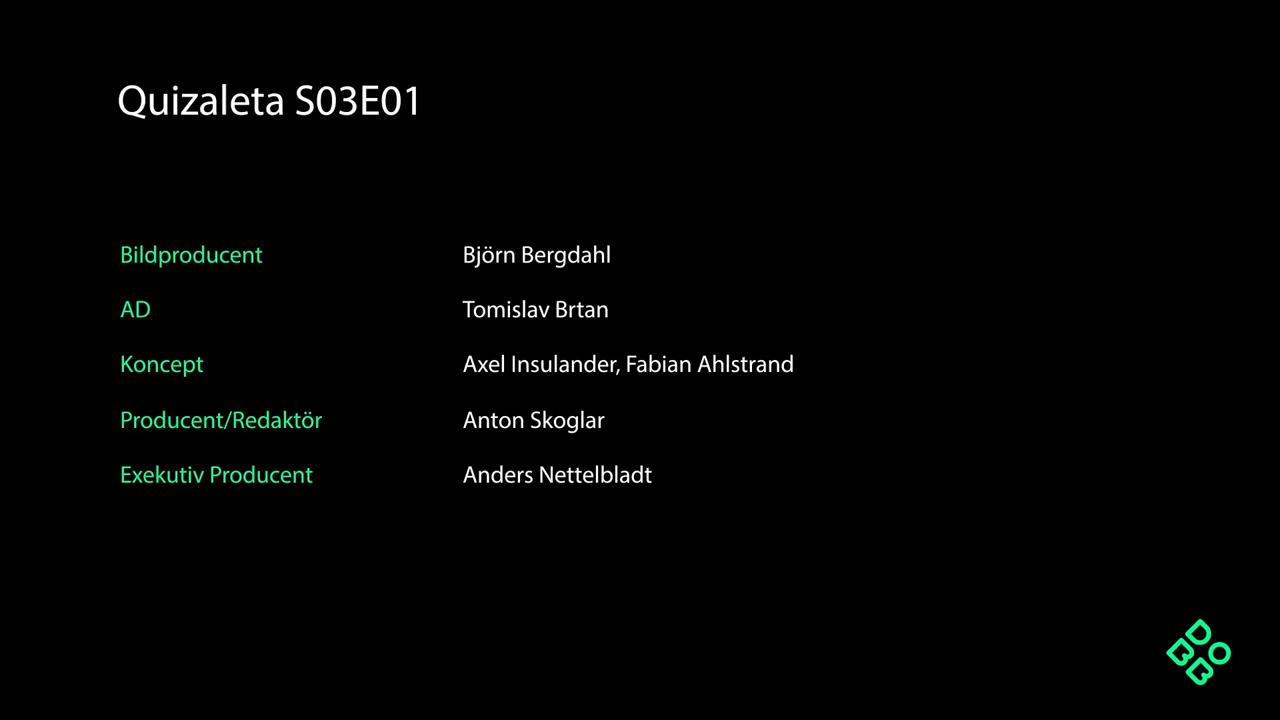 Quizaleta S03E01
Bildproducent Björn Bergdahl
AD Tomislav Brtan
Koncept Axel Insulander, Fabian Ahlstrand
Producent/Redaktör Anton Skoglar
Exekutiv Producent Anders Nettelbladt
DOBB